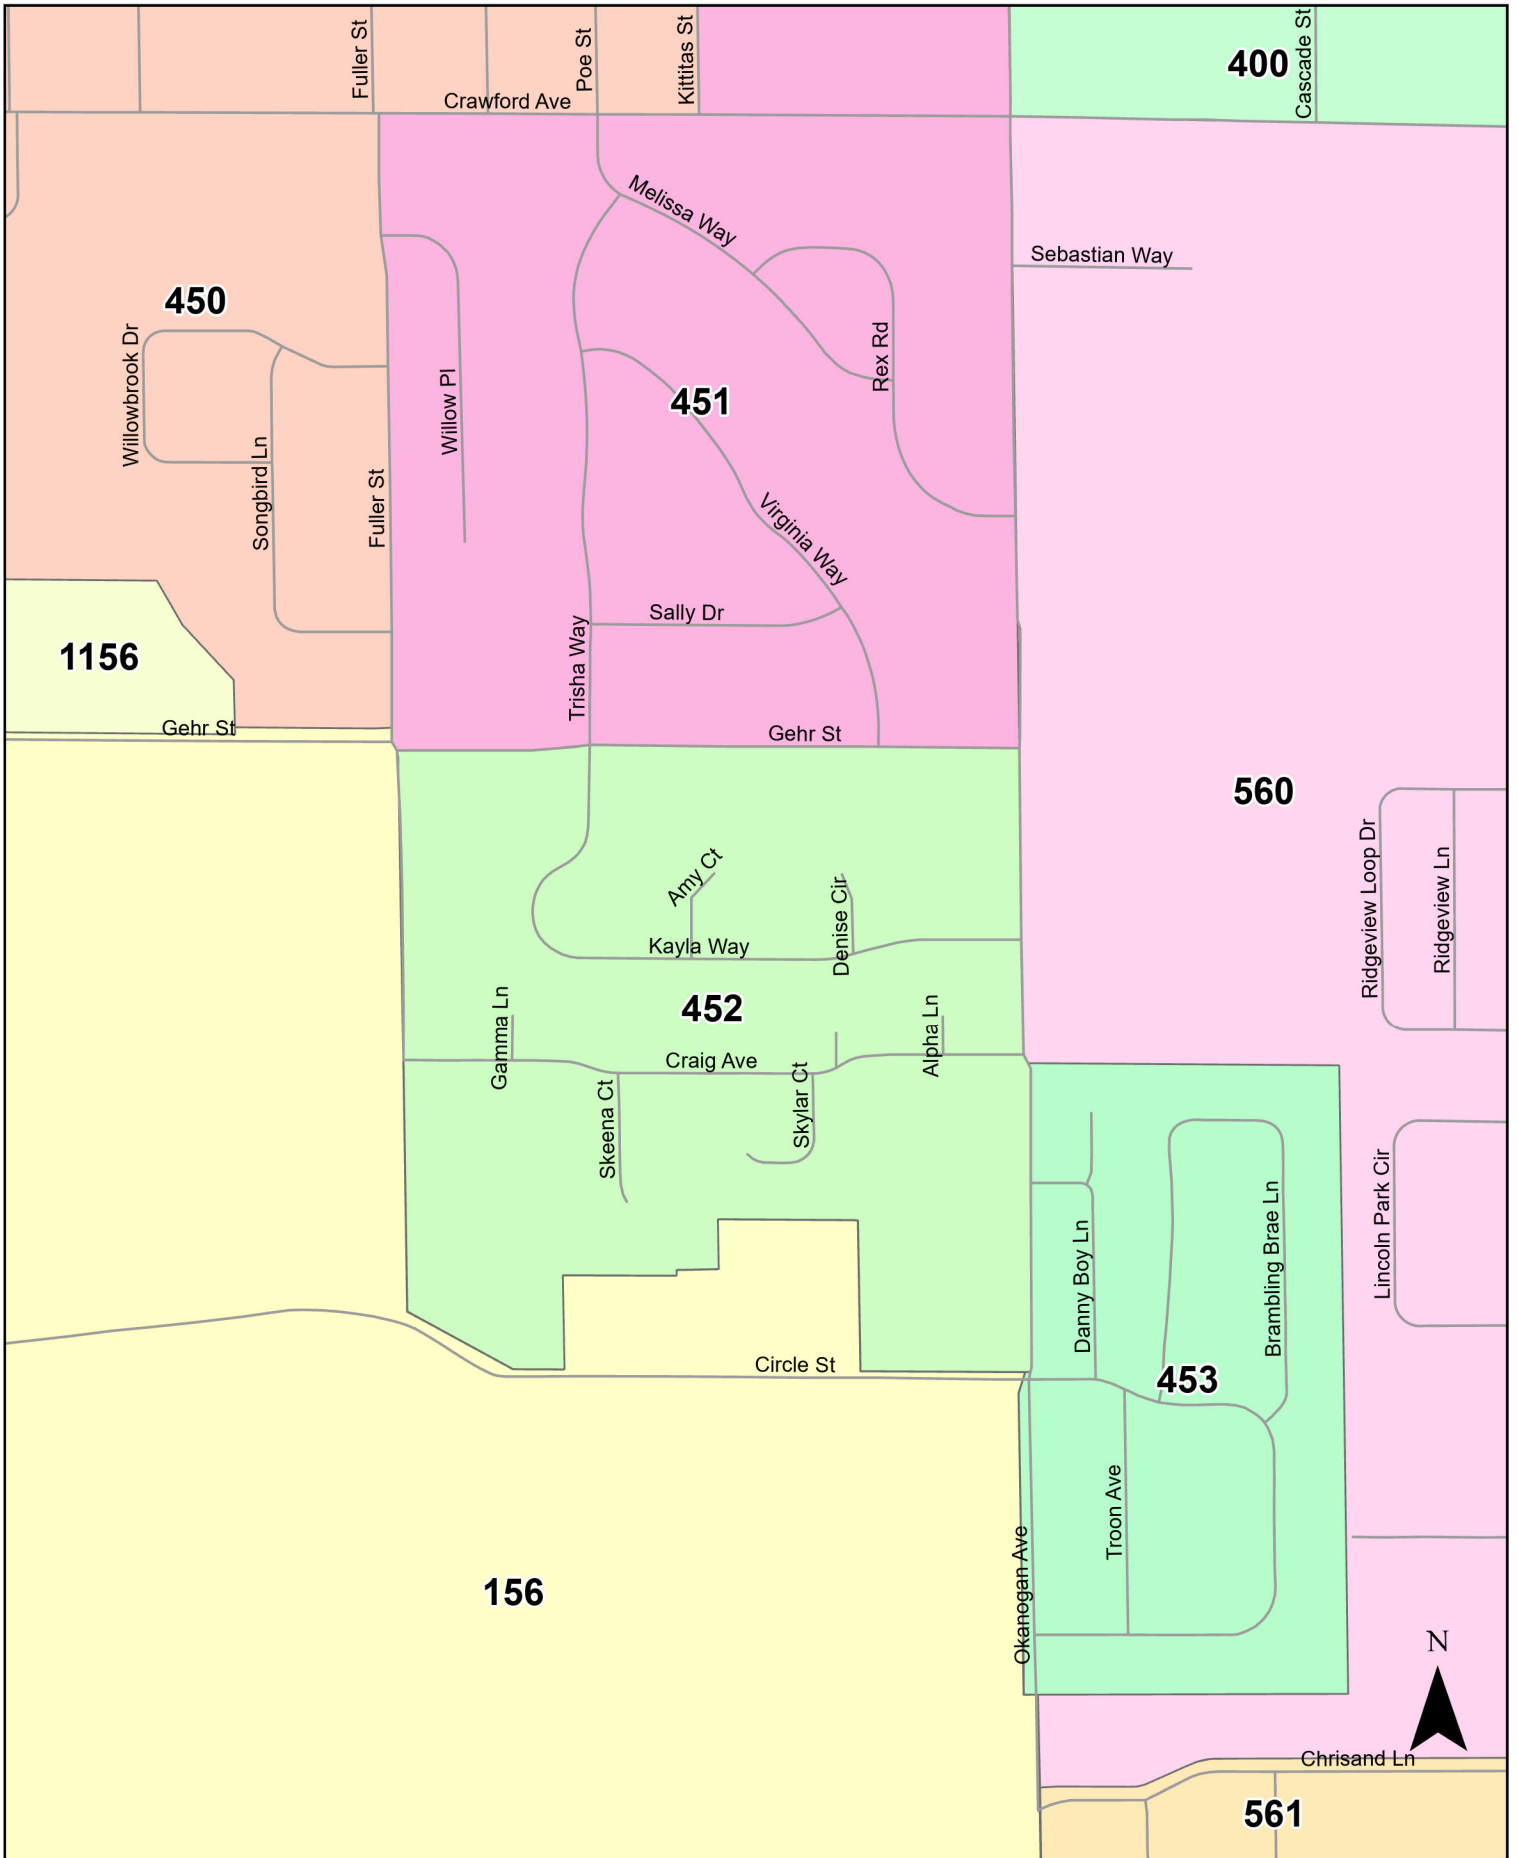 Fuller St
Poe St
Kittitas St
400
Cascade St
Crawford Ave
Melissa Way
Sebastian Way
450
Willowbrook Dr
Rex Rd
Willow Pl
451
Songbird Ln
Fuller St
Virginia Way
Sally Dr
1156
Trisha Way
Gehr St
Gehr St
560
Ridgeview Loop Dr
Ridgeview Ln
Amy Ct
Denise Cir
Kayla Way
Gamma Ln
452
Alpha Ln
Craig Ave
Skeena Ct
Skylar Ct
Lincoln Park Cir
Danny Boy Ln
Brambling Brae Ln
Circle St
453
Troon Ave
Okanogan Ave
156
N
Chrisand Ln
561